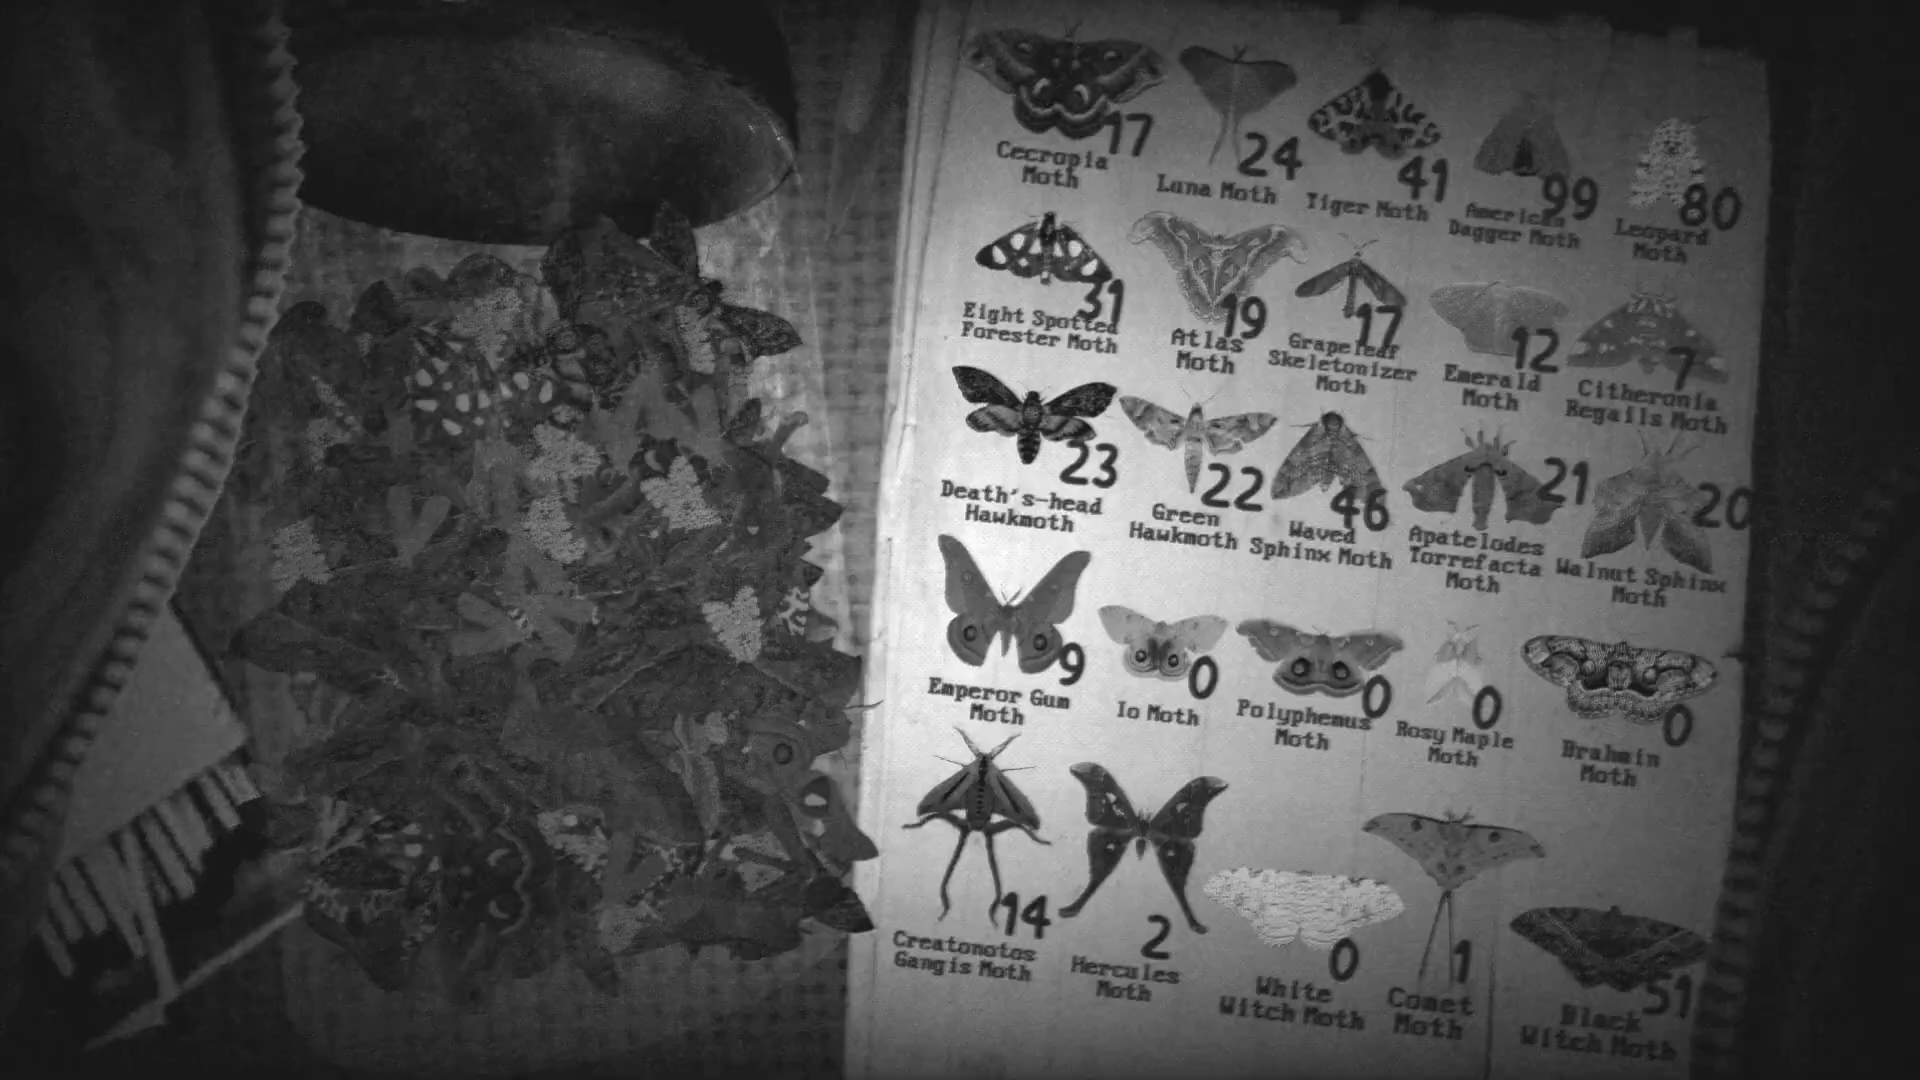 17
Cecropia
Moth
24
Luna Moth
41
Tiger Moth
99
American
Dagger Moth
80
Leopard
Moth
31
Eight Spotted
Forester Moth
19
Atlas
Moth
17
Grapeleaf
Skeletonizer
Moth
12
Emerald
Moth
7
Citheronia
Regails Moth
23
Death's-head
Hawkmoth
22
Green
Hawkmoth
46
Waved
Sphinx Moth
21
Apatelodes
Torrefacta
Moth
20
Walnut Sphinx
Moth
9
Emperor Gum
Moth
0
Io Moth
0
Polyphemus
Moth
0
Rosy Maple
Moth
0
Brahmin
Moth
14
Creatonotos
Gangis Moth
2
Hercules
Moth
0
White
Witch Moth
1
Comet
Moth
51
Black
Witch Moth